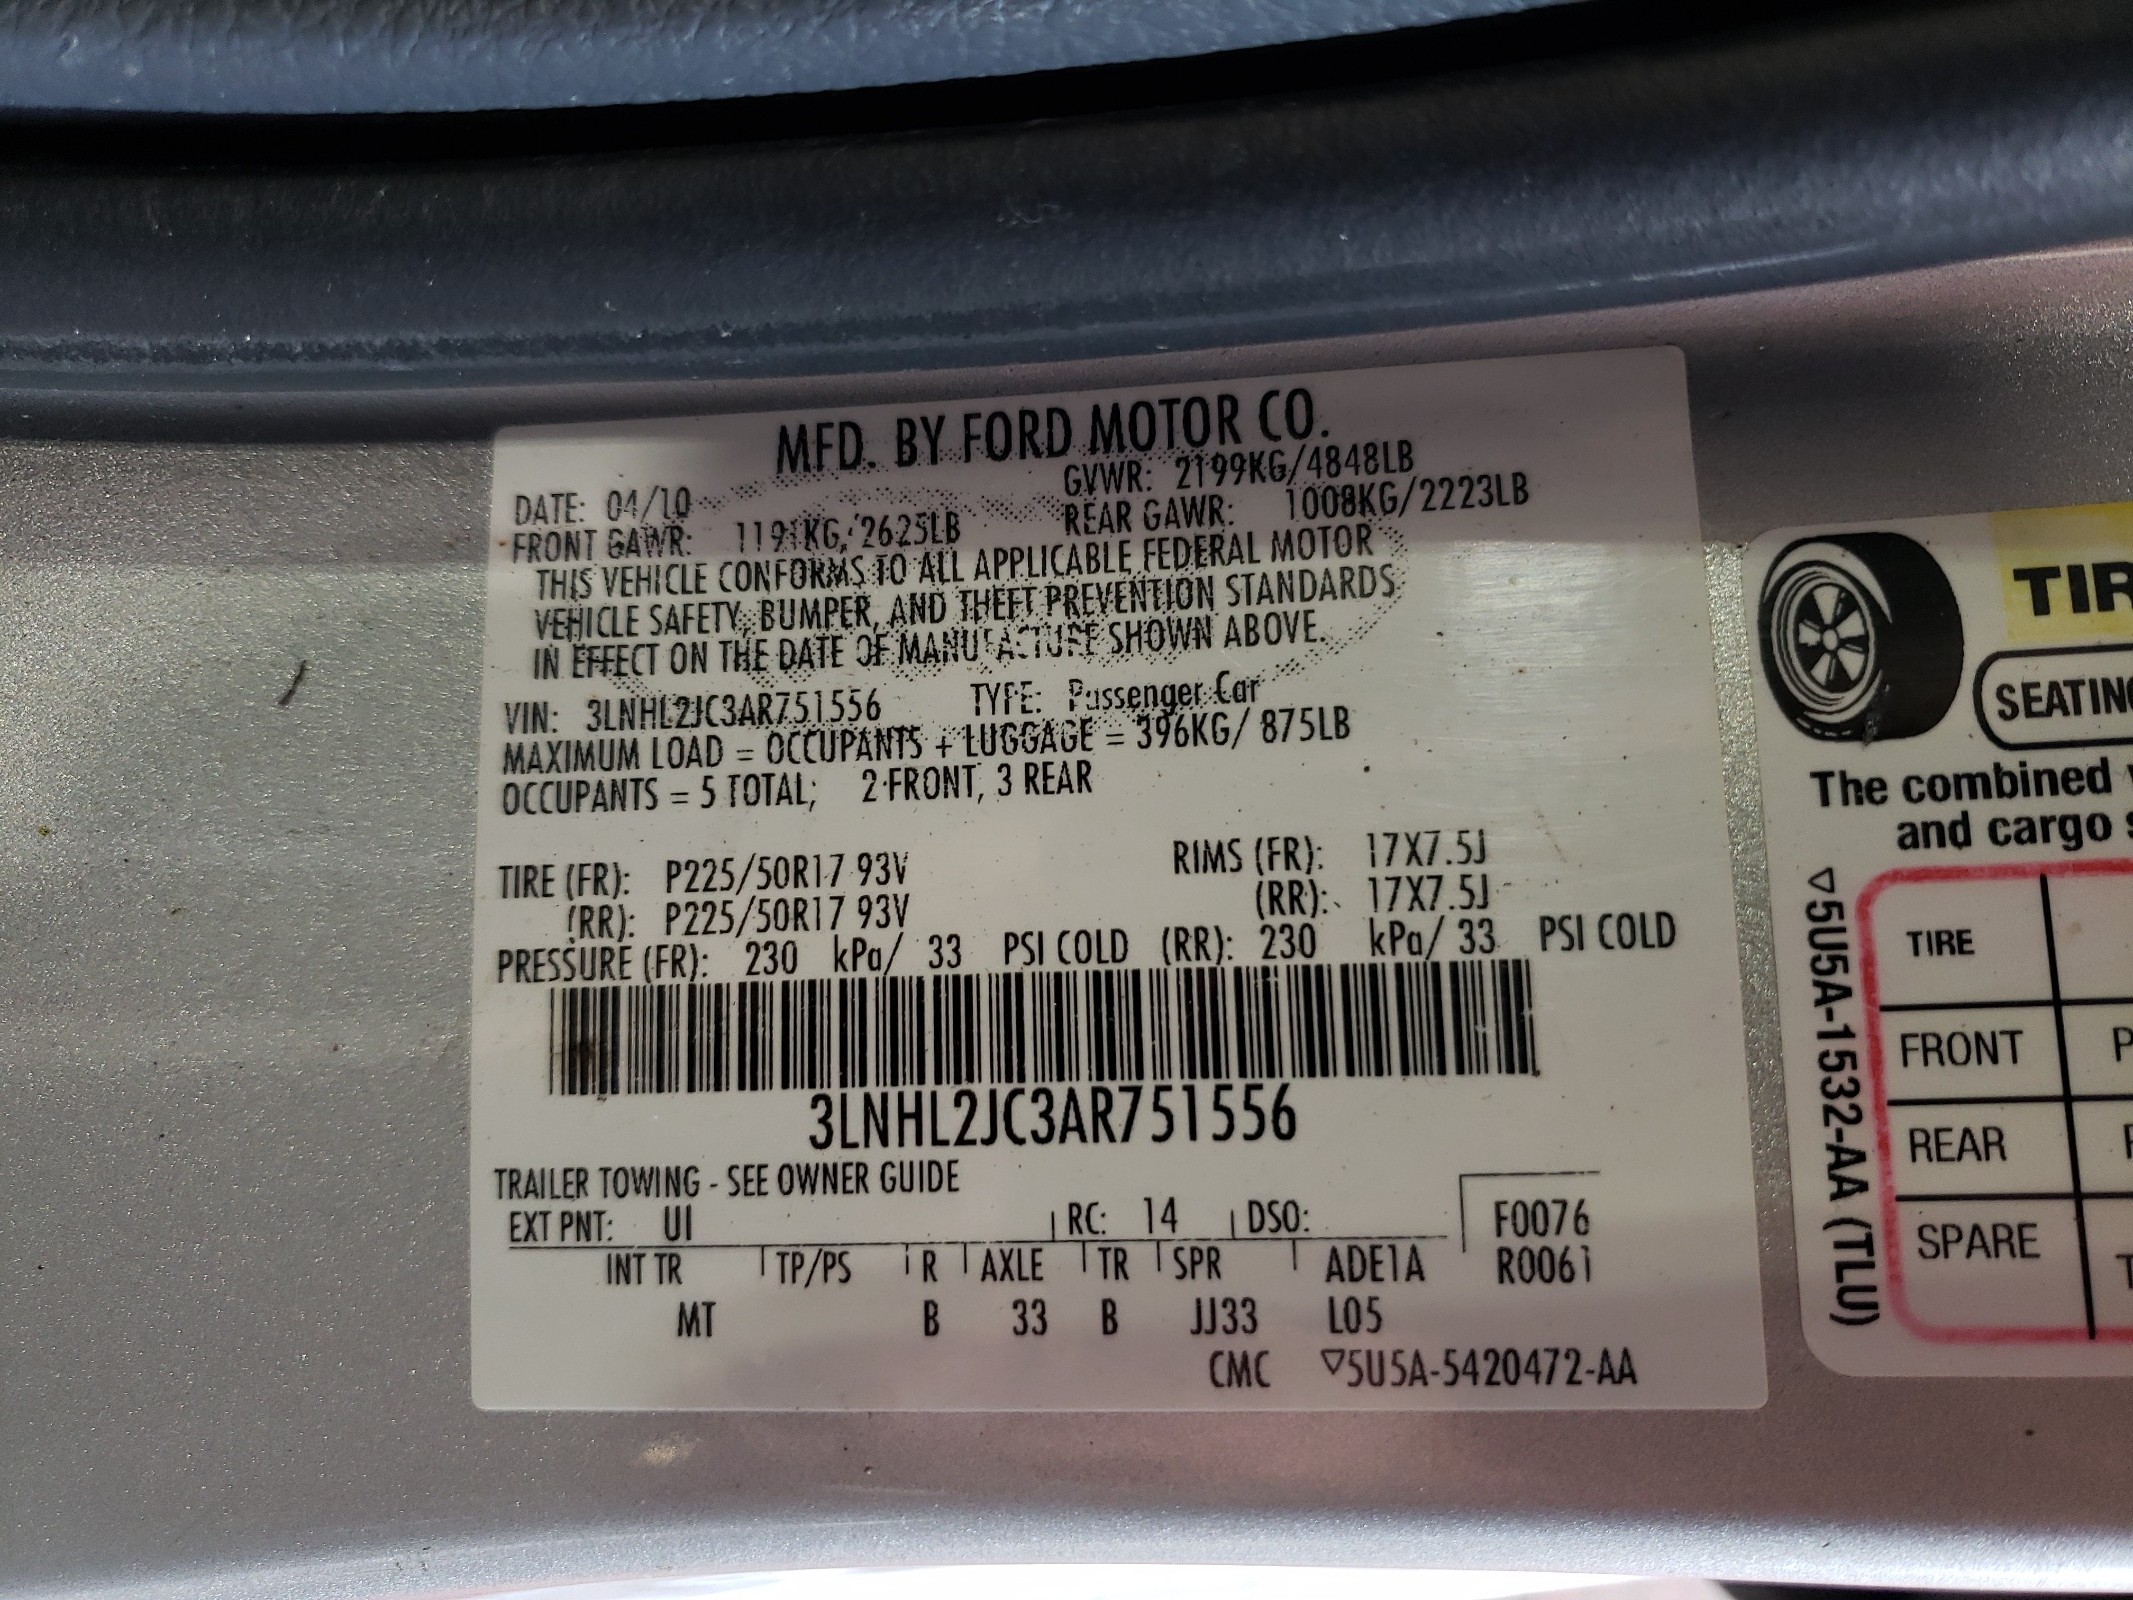 MFD. BY FORD MOTOR CO.
DATE: 04/10 GVWR: 2199KG/4848LB
FRONT GAWR: 1191KG/2625LB REAR GAWR: 1008KG/2223LB
THIS VEHICLE CONFORMS TO ALL APPLICABLE FEDERAL MOTOR
VEHICLE SAFETY, BUMPER, AND THEFT PREVENTION STANDARDS
IN EFFECT ON THE DATE OF MANUFACTURE SHOWN ABOVE.
VIN: 3LNHL2JC3AR751556 TYPE: Passenger Car
MAXIMUM LOAD = OCCUPANTS + LUGGAGE = 396KG/ 875LB
OCCUPANTS = 5 TOTAL; 2 FRONT, 3 REAR
TIRE (FR): P225/50R17 93V RIMS (FR): 17X7.5J
(RR): P225/50R17 93V (RR): 17X7.5J
PRESSURE (FR): 230 kPa/ 33 PSI COLD (RR): 230 kPa/ 33 PSI COLD
3LNHL2JC3AR751556
TRAILER TOWING - SEE OWNER GUIDE
EXT PNT: UI RC: 14 DSO: F0076
INT TR TP/PS R AXLE TR SPR ADE1A R0061
MT B 33 B JJ33 L05
CMC ▽5U5A-5420472-AA
TIR
SEATIN
The combined
and cargo
▽5U5A-1532-AA (TLU)
TIRE
FRONT P
REAR
SPARE T